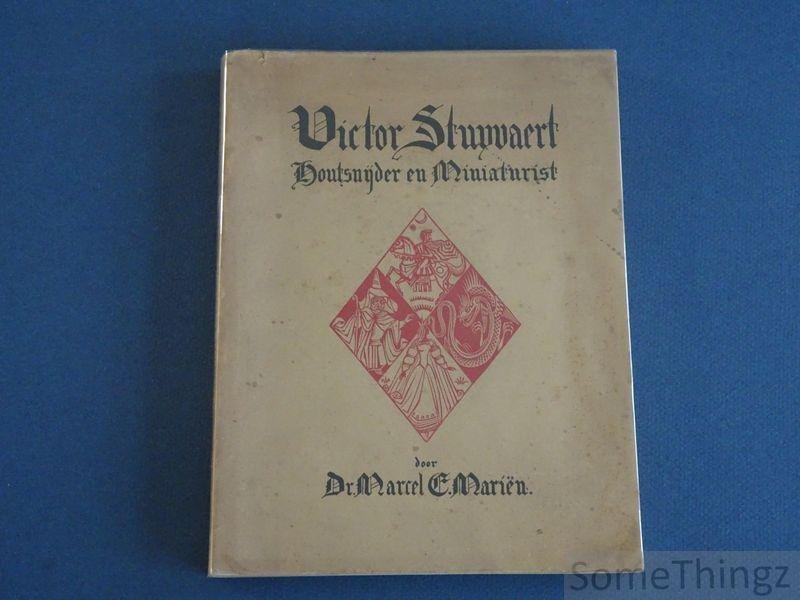 Victor Stuyvaert
Houtsnijder en Miniaturist
door
Dr. Marcel E. Mariën.
SomeThingz